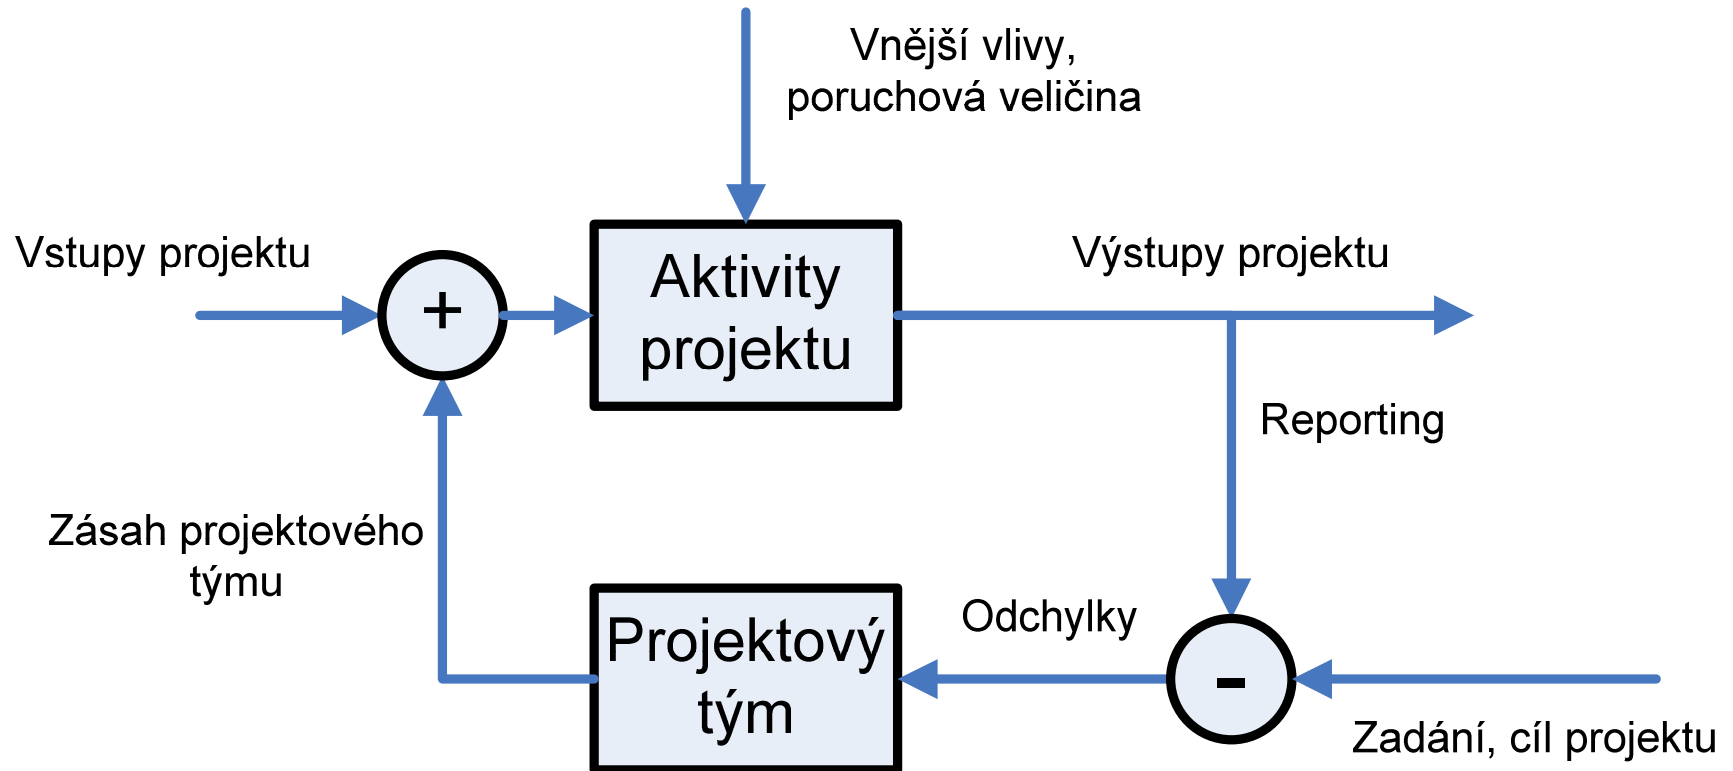 Vnější vlivy,
poruchová veličina
Vstupy projektu
+
Aktivity
projektu
Výstupy projektu
Reporting
Zásah projektového
týmu
Projektový
tým
Odchylky
-
Zadání, cíl projektu